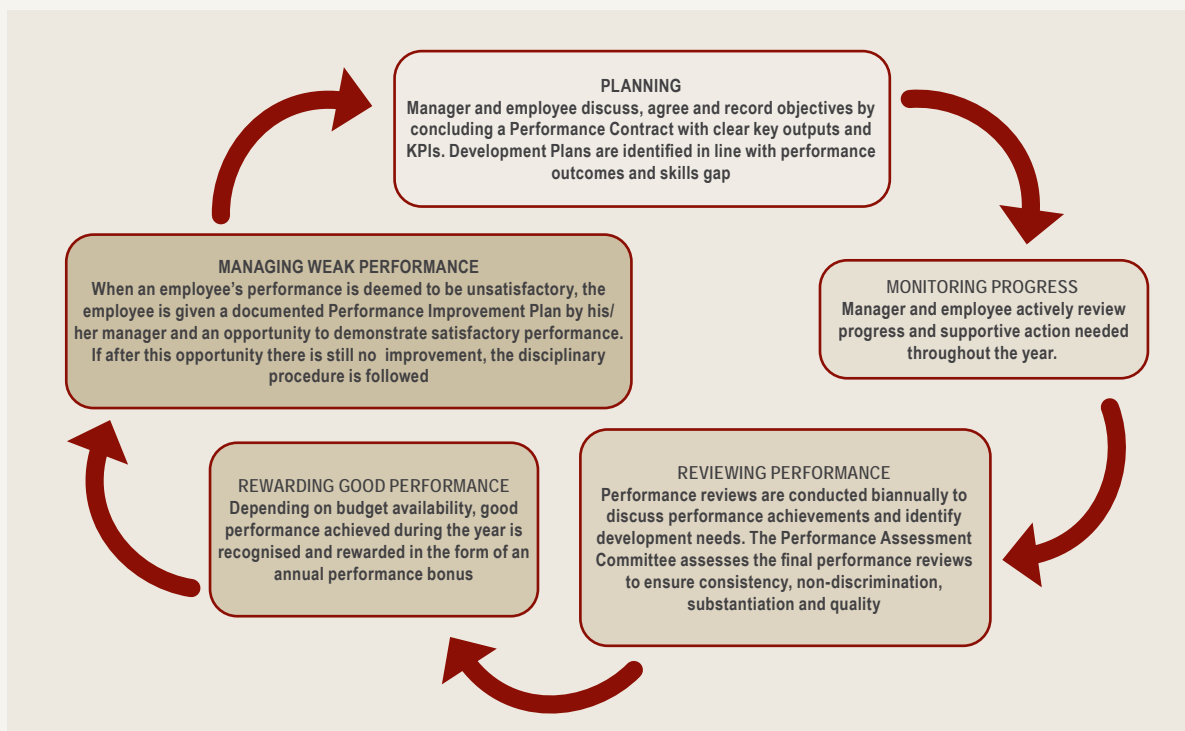 PLANNING
Manager and employee discuss, agree and record objectives by
concluding a Performance Contract with clear key outputs and
KPIs. Development Plans are identified in line with performance
outcomes and skills gap
MONITORING PROGRESS
Manager and employee actively review
progress and supportive action needed
throughout the year.
REVIEWING PERFORMANCE
Performance reviews are conducted biannually to
discuss performance achievements and identify
development needs. The Performance Assessment
Committee assesses the final performance reviews
to ensure consistency, non-discrimination,
substantiation and quality
REWARDING GOOD PERFORMANCE
Depending on budget availability, good
performance achieved during the year is
recognised and rewarded in the form of an
annual performance bonus
MANAGING WEAK PERFORMANCE
When an employee’s performance is deemed to be unsatisfactory, the
employee is given a documented Performance Improvement Plan by his/
her manager and an opportunity to demonstrate satisfactory performance.
If after this opportunity there is still no improvement, the disciplinary
procedure is followed